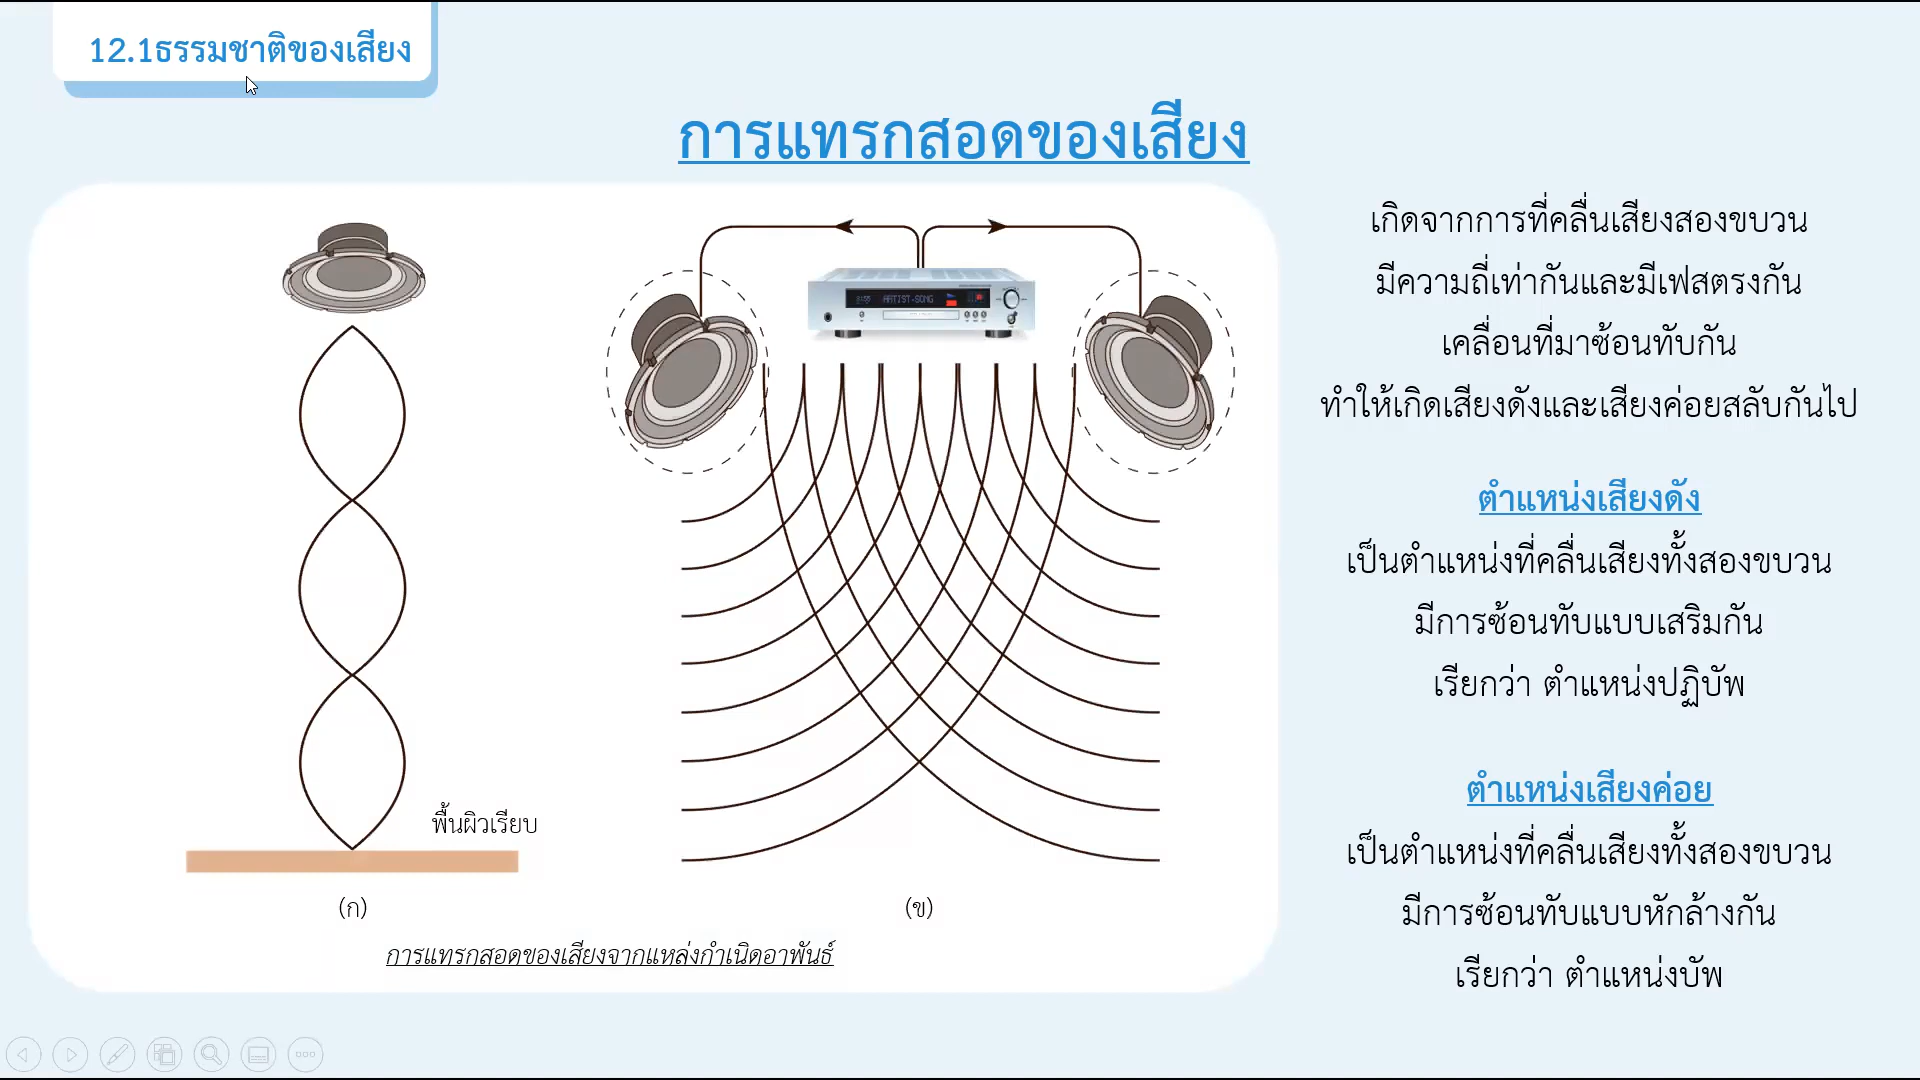 12.1ธรรมชาติของเสียง
การแทรกสอดของเสียง
ARTIST-SONG
พื้นผิวเรียบ
(ก)
(ข)
การแทรกสอดของเสียงจากแหล่งกำเนิดอาพันธ์
เกิดจากการที่คลื่นเสียงสองขบวน
มีความถี่เท่ากันและมีเฟสตรงกัน
เคลื่อนที่มาซ้อนทับกัน
ทำให้เกิดเสียงดังและเสียงค่อยสลับกันไป
ตำแหน่งเสียงดัง
เป็นตำแหน่งที่คลื่นเสียงทั้งสองขบวน
มีการซ้อนทับแบบเสริมกัน
เรียกว่า ตำแหน่งปฏิบัพ
ตำแหน่งเสียงค่อย
เป็นตำแหน่งที่คลื่นเสียงทั้งสองขบวน
มีการซ้อนทับแบบหักล้างกัน
เรียกว่า ตำแหน่งบัพ